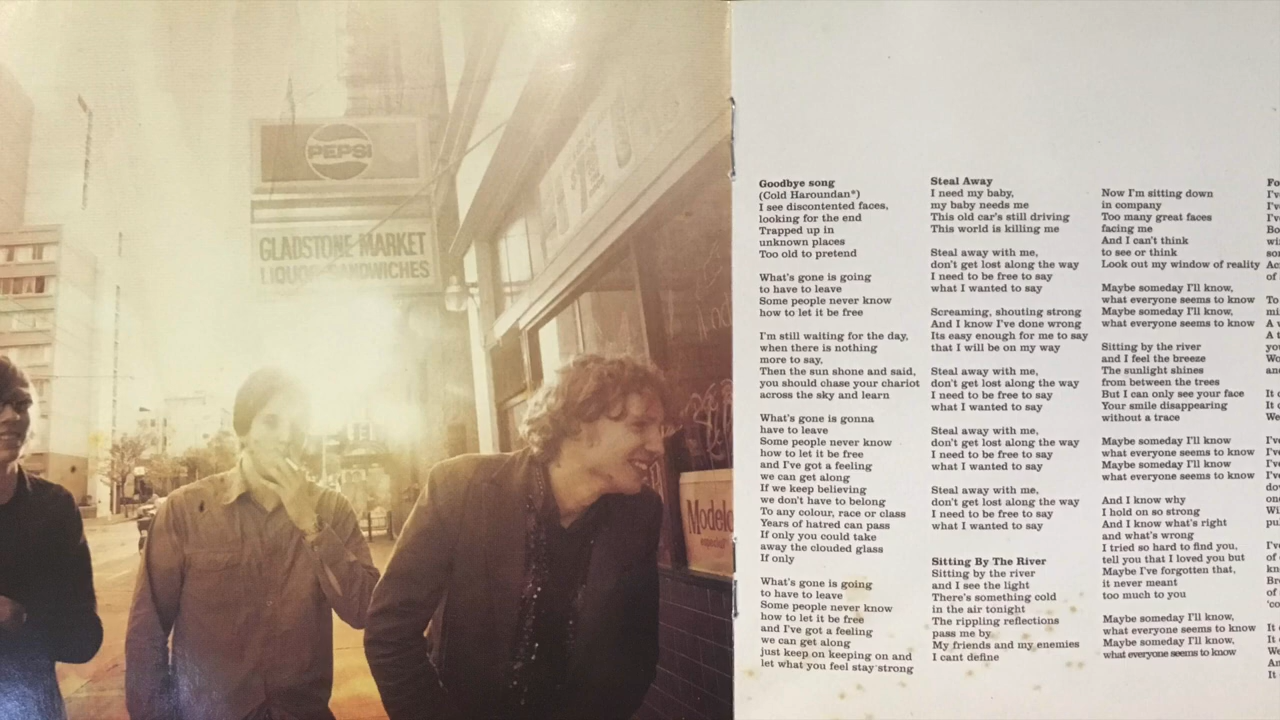 PEPSI
GLADSTONE MARKET
LIQUOR SANDWICHES
Modelo
Goodbye song
(Cold Haroundan*)
I see discontented faces,
looking for the end
Trapped up in
unknown places
Too old to pretend
What's gone is going
to have to leave
Some people never know
how to let it be free
I'm still waiting for the day,
when there is nothing
more to say,
Then the sun shone and said,
you should chase your chariot
across the sky and learn
What's gone is gonna
have to leave
Some people never know
how to let it be free
and I've got a feeling
we can get along
If we keep believing
we don't have to belong
To any colour, race or class
Years of hatred can pass
If only you could take
away the clouded glass
If only
What's gone is going
to have to leave
Some people never know
how to let it be free
and I've got a feeling
we can get along
just keep on keeping on and
let what you feel stay strong
Steal Away
I need my baby,
my baby needs me
This old car's still driving
This world is killing me
Steal away with me,
don't get lost along the way
I need to be free to say
what I wanted to say
Screaming, shouting strong
And I know I've done wrong
Its easy enough for me to say
that I will be on my way
Steal away with me,
don't get lost along the way
I need to be free to say
what I wanted to say
Steal away with me,
don't get lost along the way
I need to be free to say
what I wanted to say
Steal away with me,
don't get lost along the way
I need to be free to say
what I wanted to say
Sitting By The River
Sitting by the river
and I see the light
There's something cold
in the air tonight
The rippling reflections
pass me by
My friends and my enemies
I cant define
Now I'm sitting down
in company
Too many great faces
facing me
And I can't think
to see or think
Look out my window of reality
Maybe someday I'll know,
what everyone seems to know
Maybe someday I'll know,
what everyone seems to know
Sitting by the river
and I feel the breeze
The sunlight shines
from between the trees
But I can only see your face
Your smile disappearing
without a trace
Maybe someday I'll know
what everyone seems to know
Maybe someday I'll know
what everyone seems to know
And I know why
I hold on so strong
And I know what's right
and what's wrong
I tried so hard to find you,
tell you that I loved you but
Maybe I've forgotten that,
it never meant
too much to you
Maybe someday I'll know,
what everyone seems to know
Maybe someday I'll know,
what everyone seems to know